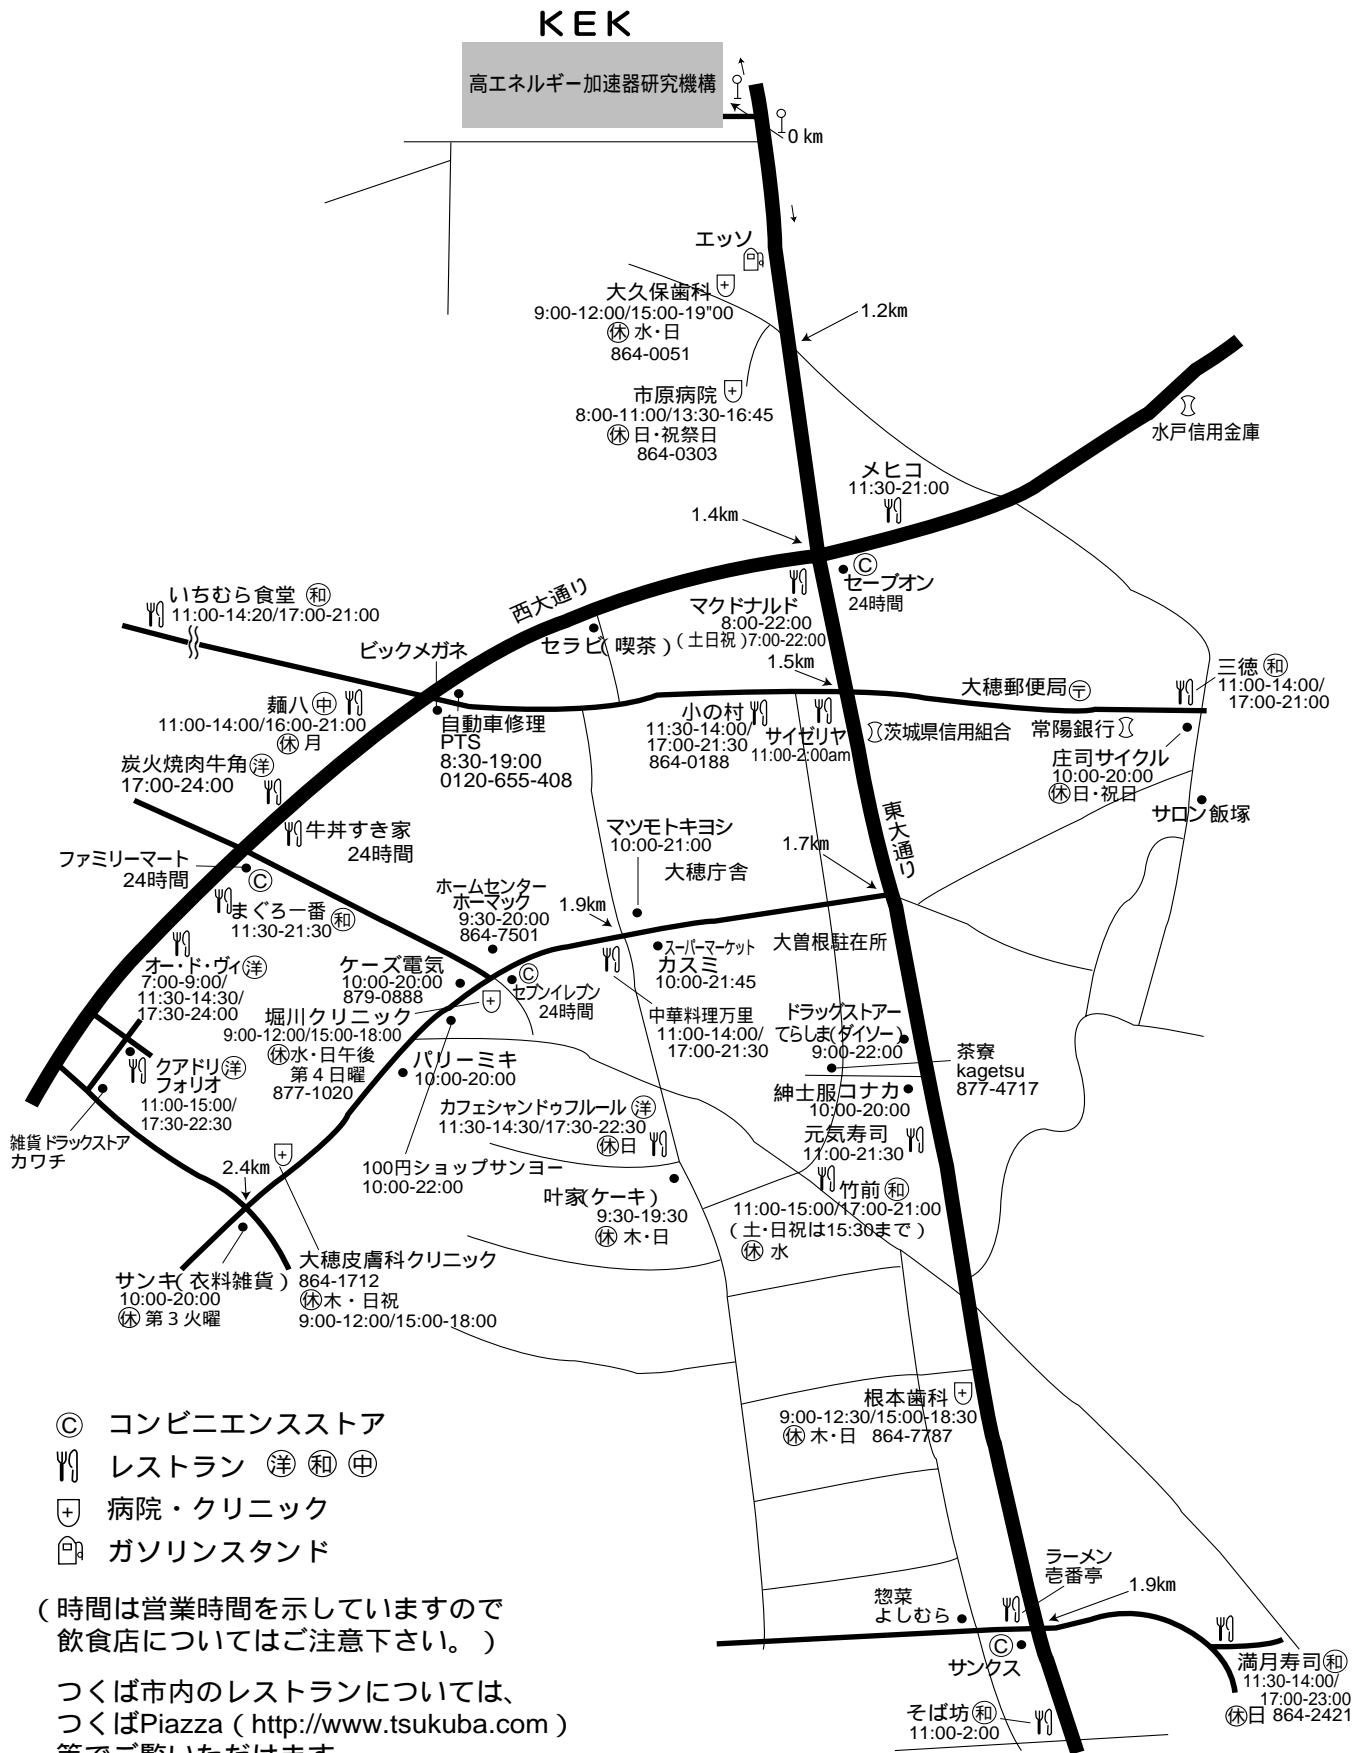 KEK
高エネルギー加速器研究機構
0 km
エッソ
大久保歯科
9:00-12:00/15:00-19"00
休 水・日
864-0051
1.2km
市原病院
8:00-11:00/13:30-16:45
休 日・祝祭日
864-0303
水戸信用金庫
メヒコ
11:30-21:00
1.4km
C
セーブオン
24時間
いちむら食堂 和
11:00-14:20/17:00-21:00
西大通り
マクドナルド
8:00-22:00
(土日祝)7:00-22:00
セラビ(喫茶)
ビックメガネ
1.5km
大穂郵便局〒
三徳 和
11:00-14:00/
17:00-21:00
麺八 中
11:00-14:00/16:00-21:00
休 月
自動車修理
PTS
8:30-19:00
0120-655-408
小の村
11:30-14:00/
17:00-21:30
864-0188
サイゼリヤ
11:00-2:00am
茨城県信用組合
常陽銀行
庄司サイクル
10:00-20:00
休 日・祝日
サロン飯塚
炭火焼肉牛角 洋
17:00-24:00
牛丼すき家
24時間
東大通り
マツモトキヨシ
10:00-21:00
1.7km
大穂庁舎
ファミリーマート
24時間
C
まぐろ一番 和
11:30-21:30
ホームセンター
ホーマック
9:30-20:00
864-7501
1.9km
スーパーマーケット
カスミ
10:00-21:45
大曽根駐在所
オー・ド・ヴィ 洋
7:00-9:00/
11:30-14:30/
17:30-24:00
ケーズ電気
10:00-20:00
879-0888
C
セブンイレブン
24時間
中華料理万里
11:00-14:00/
17:00-21:30
堀川クリニック
9:00-12:00/15:00-18:00
休 水・日午後
第4日曜
877-1020
ドラッグストアー
てらしま(ダイソー)
9:00-22:00
茶寮
kagetsu
877-4717
クアドリ 洋
フォリオ
11:00-15:00/
17:30-22:30
パリーミキ
10:00-20:00
紳士服コナカ
10:00-20:00
カフェシャンドゥフルール 洋
11:30-14:30/17:30-22:30
休 日
元気寿司
11:00-21:30
雑貨ドラックストア
カワチ
2.4km
100円ショップサンヨー
10:00-22:00
叶家(ケーキ)
9:30-19:30
休 木・日
竹前 和
11:00-15:00/17:00-21:00
(土・日祝は15:30まで)
休 水
サンキ(衣料雑貨)
10:00-20:00
休 第3火曜
大穂皮膚科クリニック
864-1712
休 木・日祝
9:00-12:00/15:00-18:00
根本歯科
9:00-12:30/15:00-18:30
休 木・日 864-7787
C コンビニエンスストア
レストラン 洋 和 中
病院・クリニック
ガソリンスタンド
(時間は営業時間を示していますので
飲食店についてはご注意下さい。)
つくば市内のレストランについては、
つくばPiazza(http://www.tsukuba.com)
等でご覧いただけます
ラーメン
壱番亭
1.9km
惣菜
よしむら
C
サンクス
満月寿司 和
11:30-14:00/
17:00-23:00
休 日 864-2421
そば坊 和
11:00-2:00